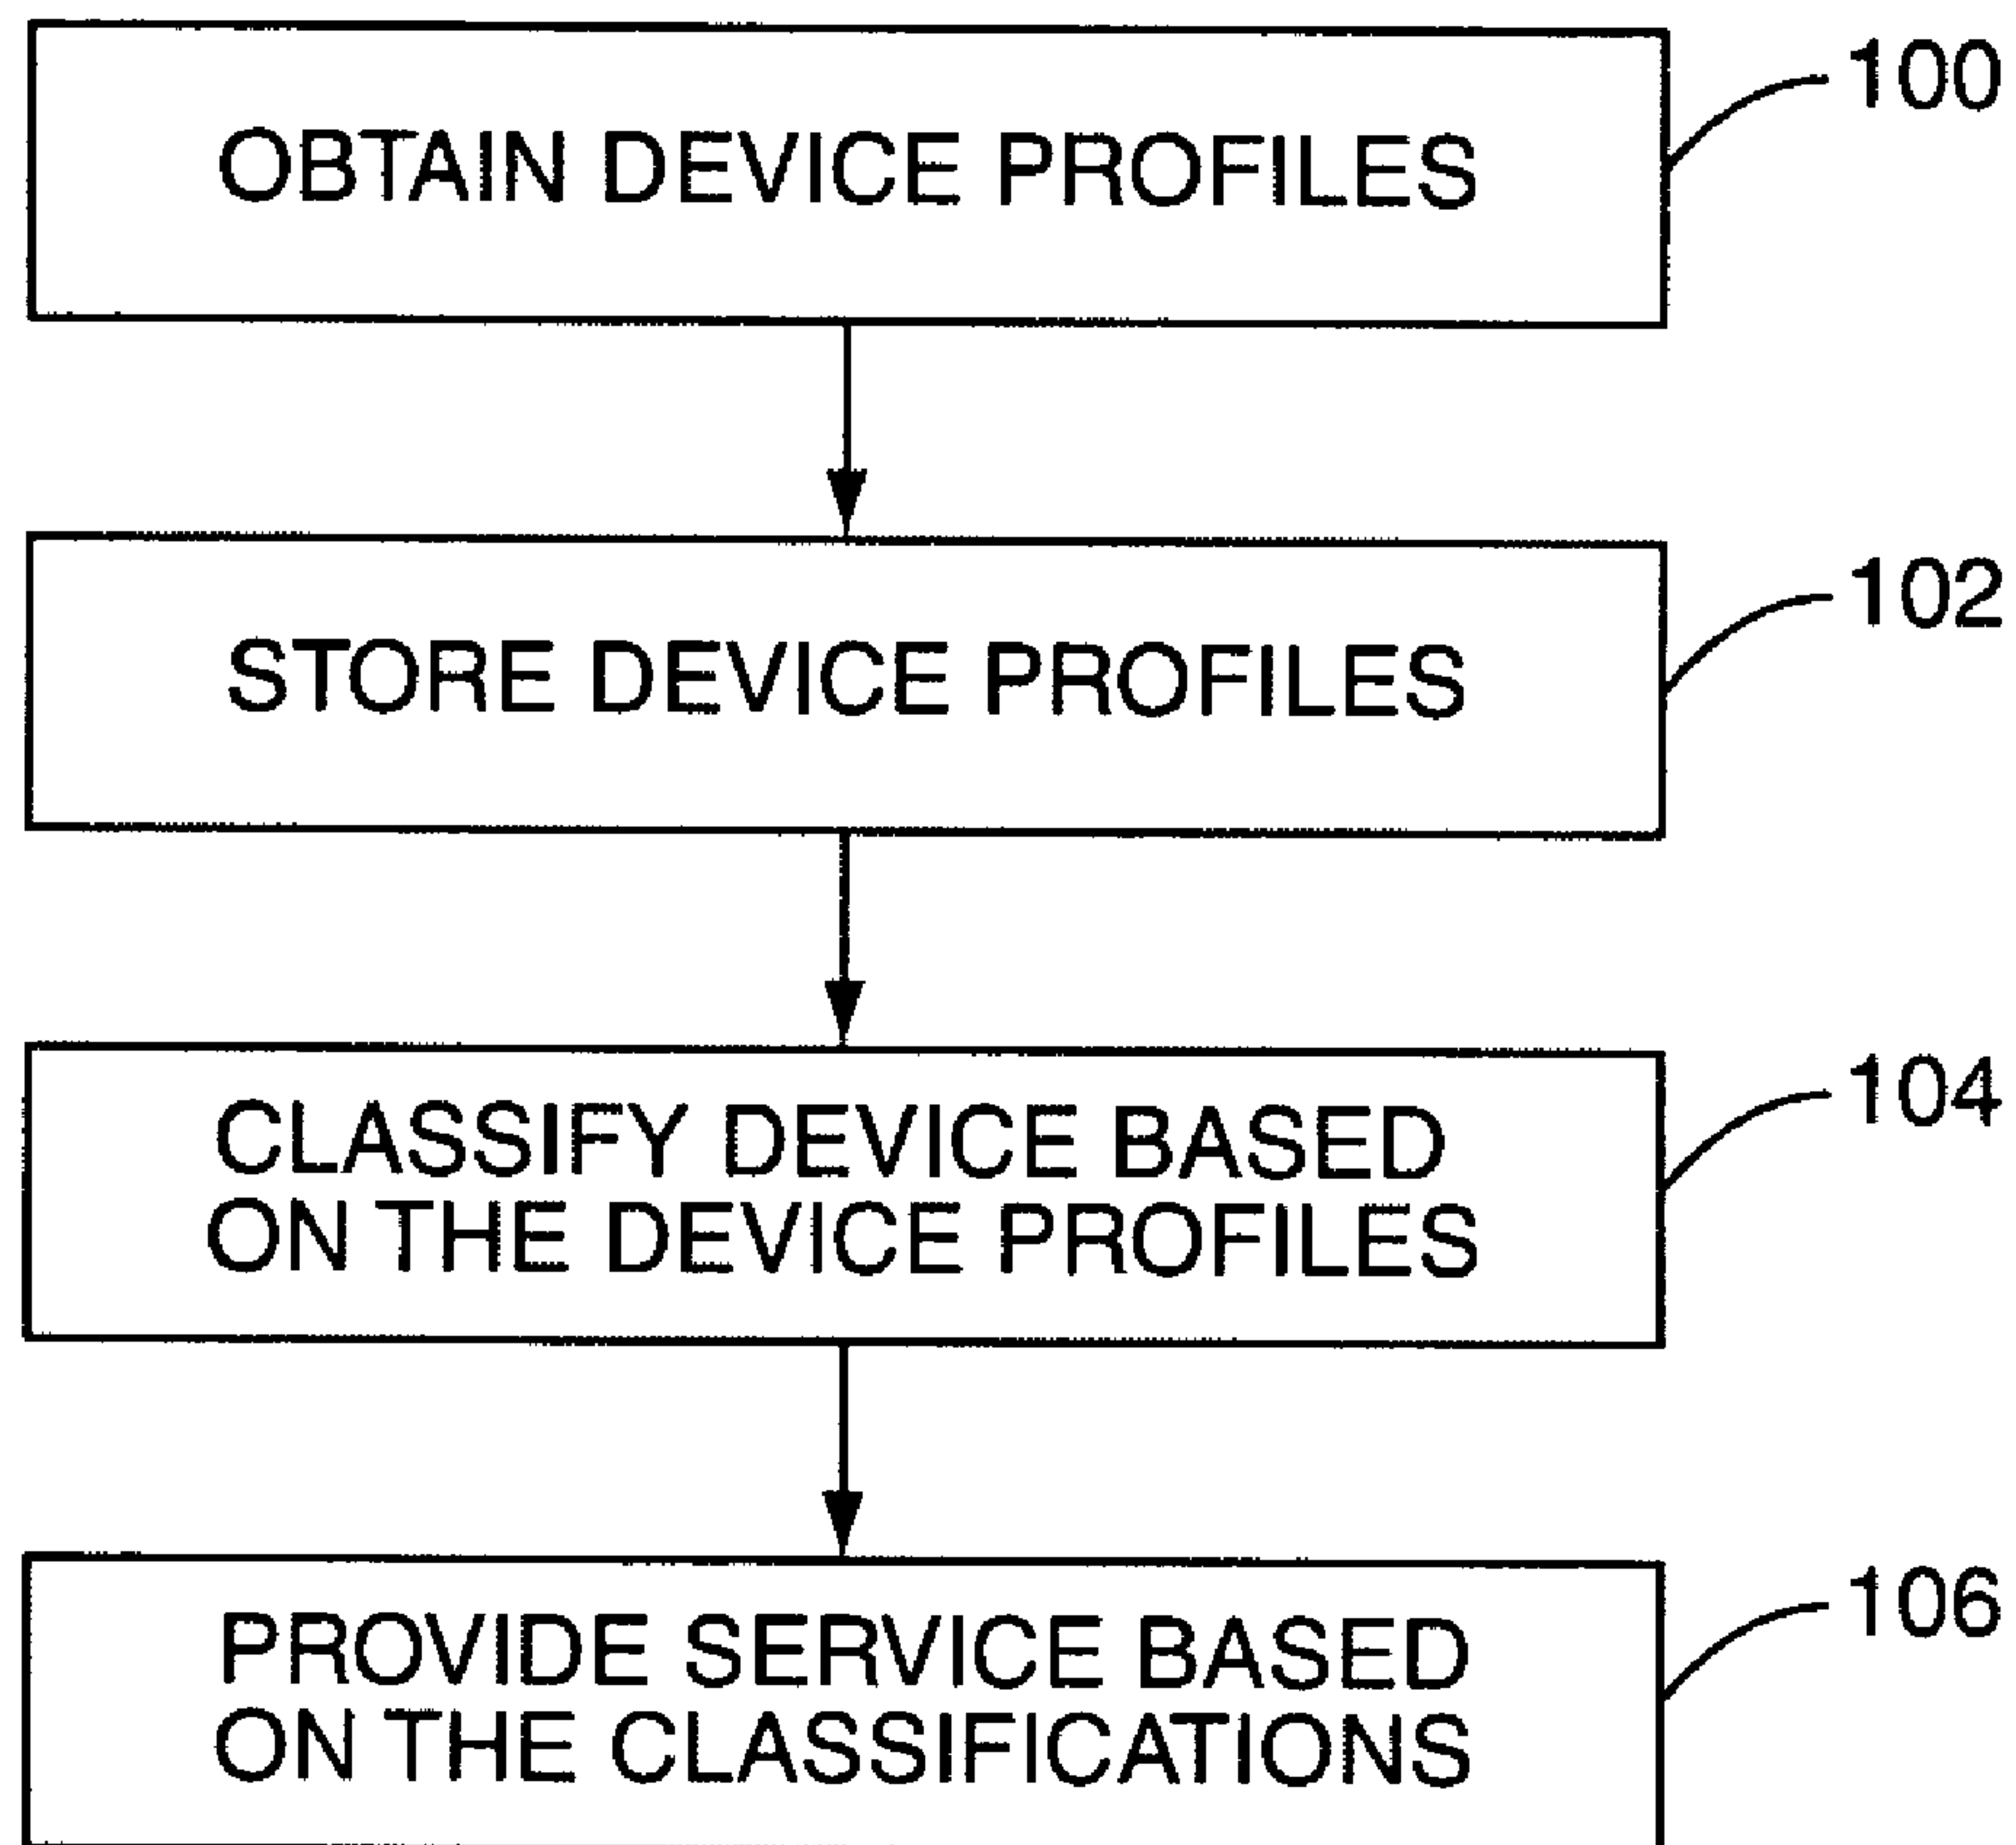 OBTAIN DEVICE PROFILES
100
STORE DEVICE PROFILES
102
CLASSIFY DEVICE BASED
ON THE DEVICE PROFILES
104
PROVIDE SERVICE BASED
ON THE CLASSIFICATIONS
106